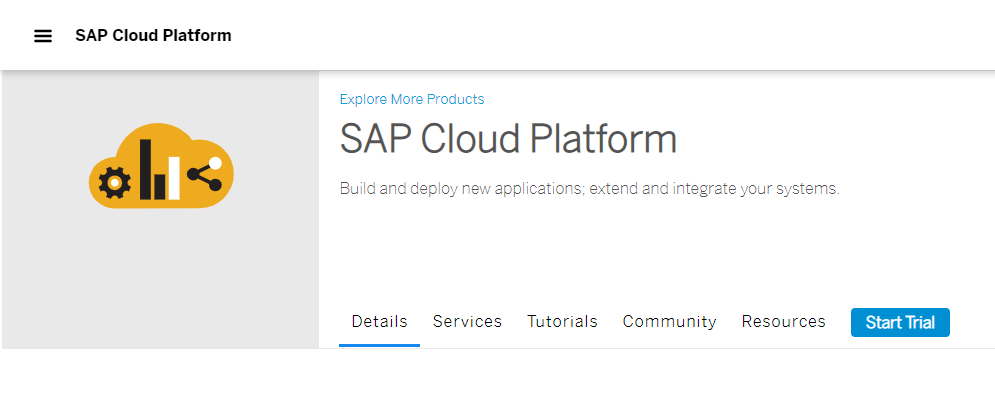 SAP Cloud Platform
Explore More Products
SAP Cloud Platform
Build and deploy new applications; extend and integrate your systems.
Details Services Tutorials Community Resources Start Trial